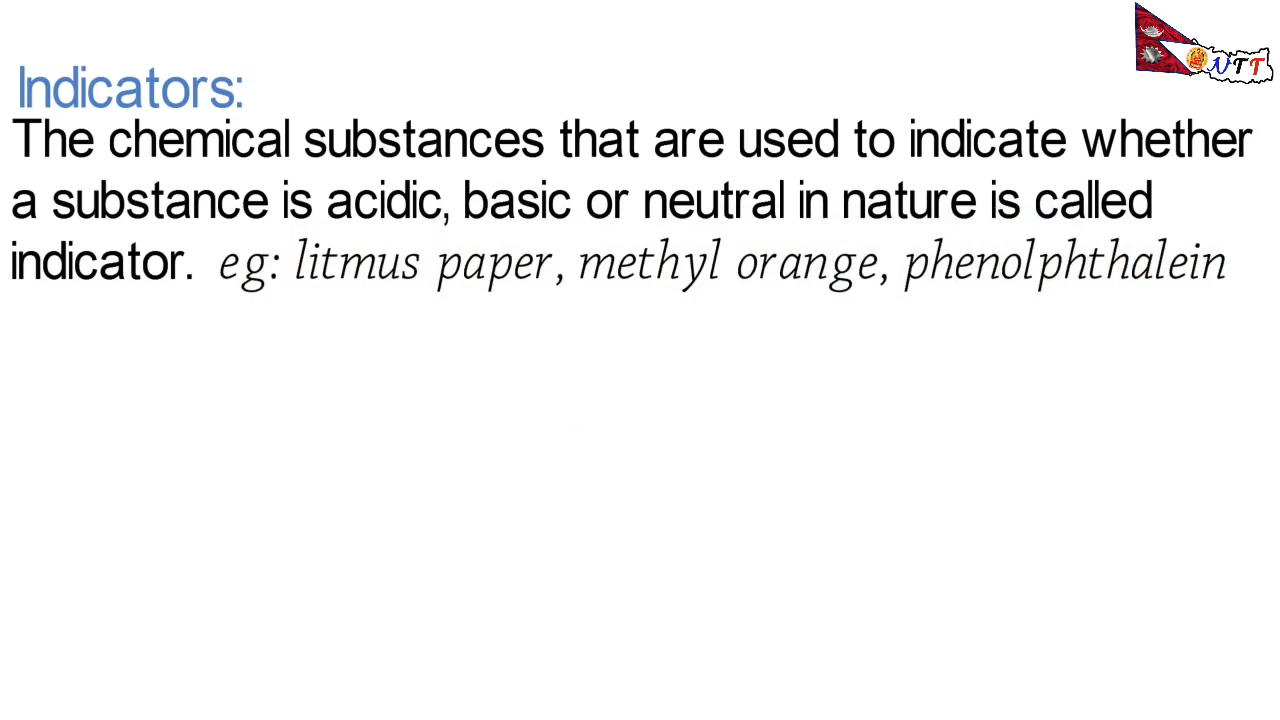 NTT
Indicators:
The chemical substances that are used to indicate whether
a substance is acidic, basic or neutral in nature is called
indicator. eg: litmus paper, methyl orange, phenolphthalein